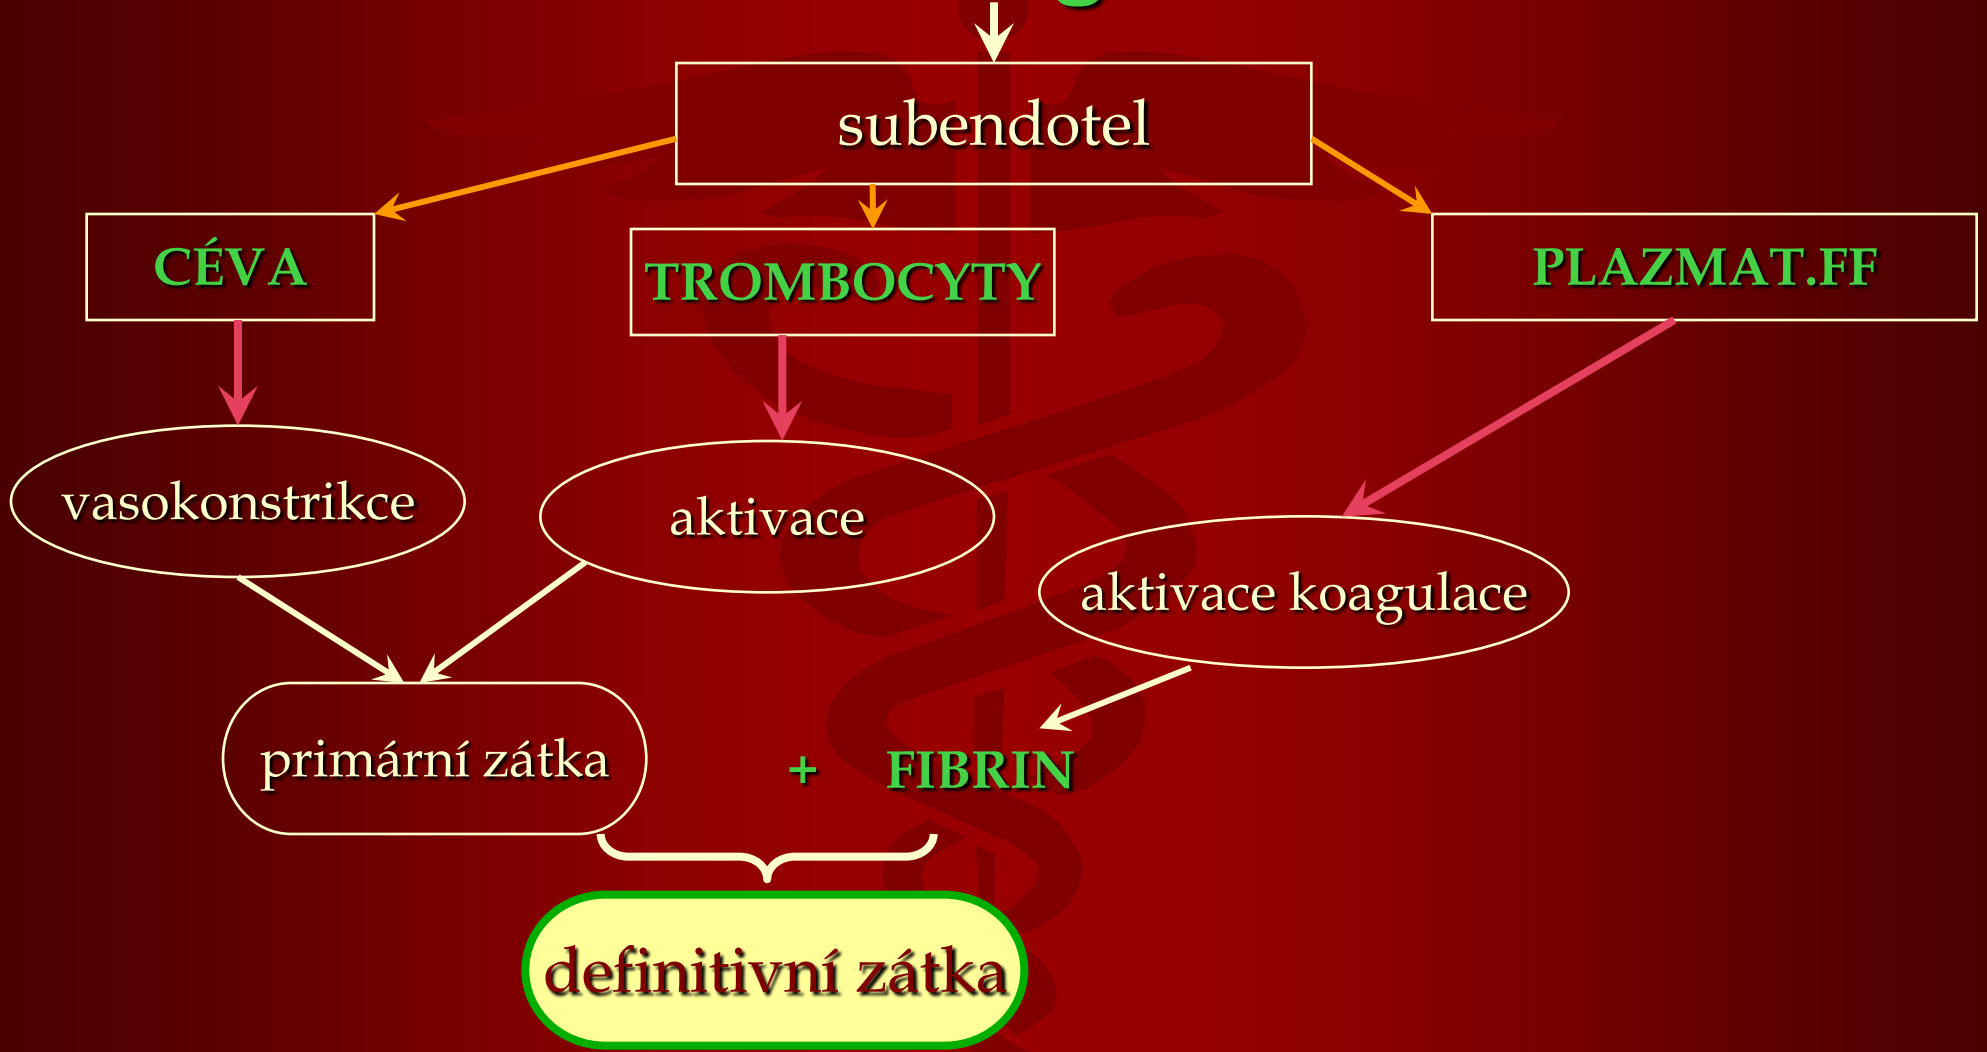 subendotel
CÉVA
TROMBOCYTY
PLAZMAT.FF
vasokonstrikce
aktivace
aktivace koagulace
primární zátka
+ FIBRIN
definitivní zátka